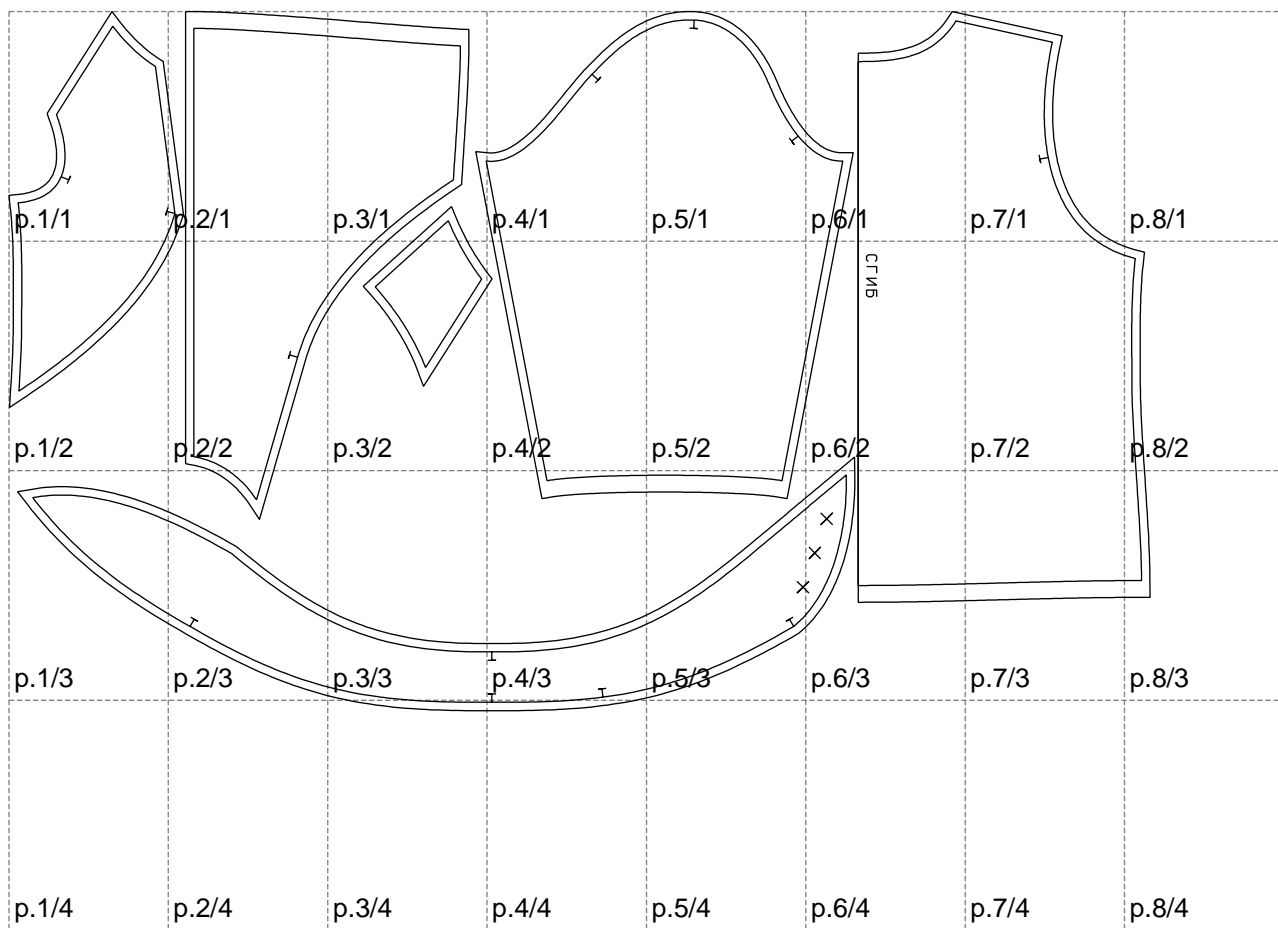 p.1/1 p.2/1 p.3/1 p.4/1 p.5/1 p.6/1 p.7/1 p.8/1
СГИБ
p.1/2 p.2/2 p.3/2 p.4/2 p.5/2 p.6/2 p.7/2 p.8/2
p.1/3 p.2/3 p.3/3 p.4/3 p.5/3 p.6/3 p.7/3 p.8/3
p.1/4 p.2/4 p.3/4 p.4/4 p.5/4 p.6/4 p.7/4 p.8/4